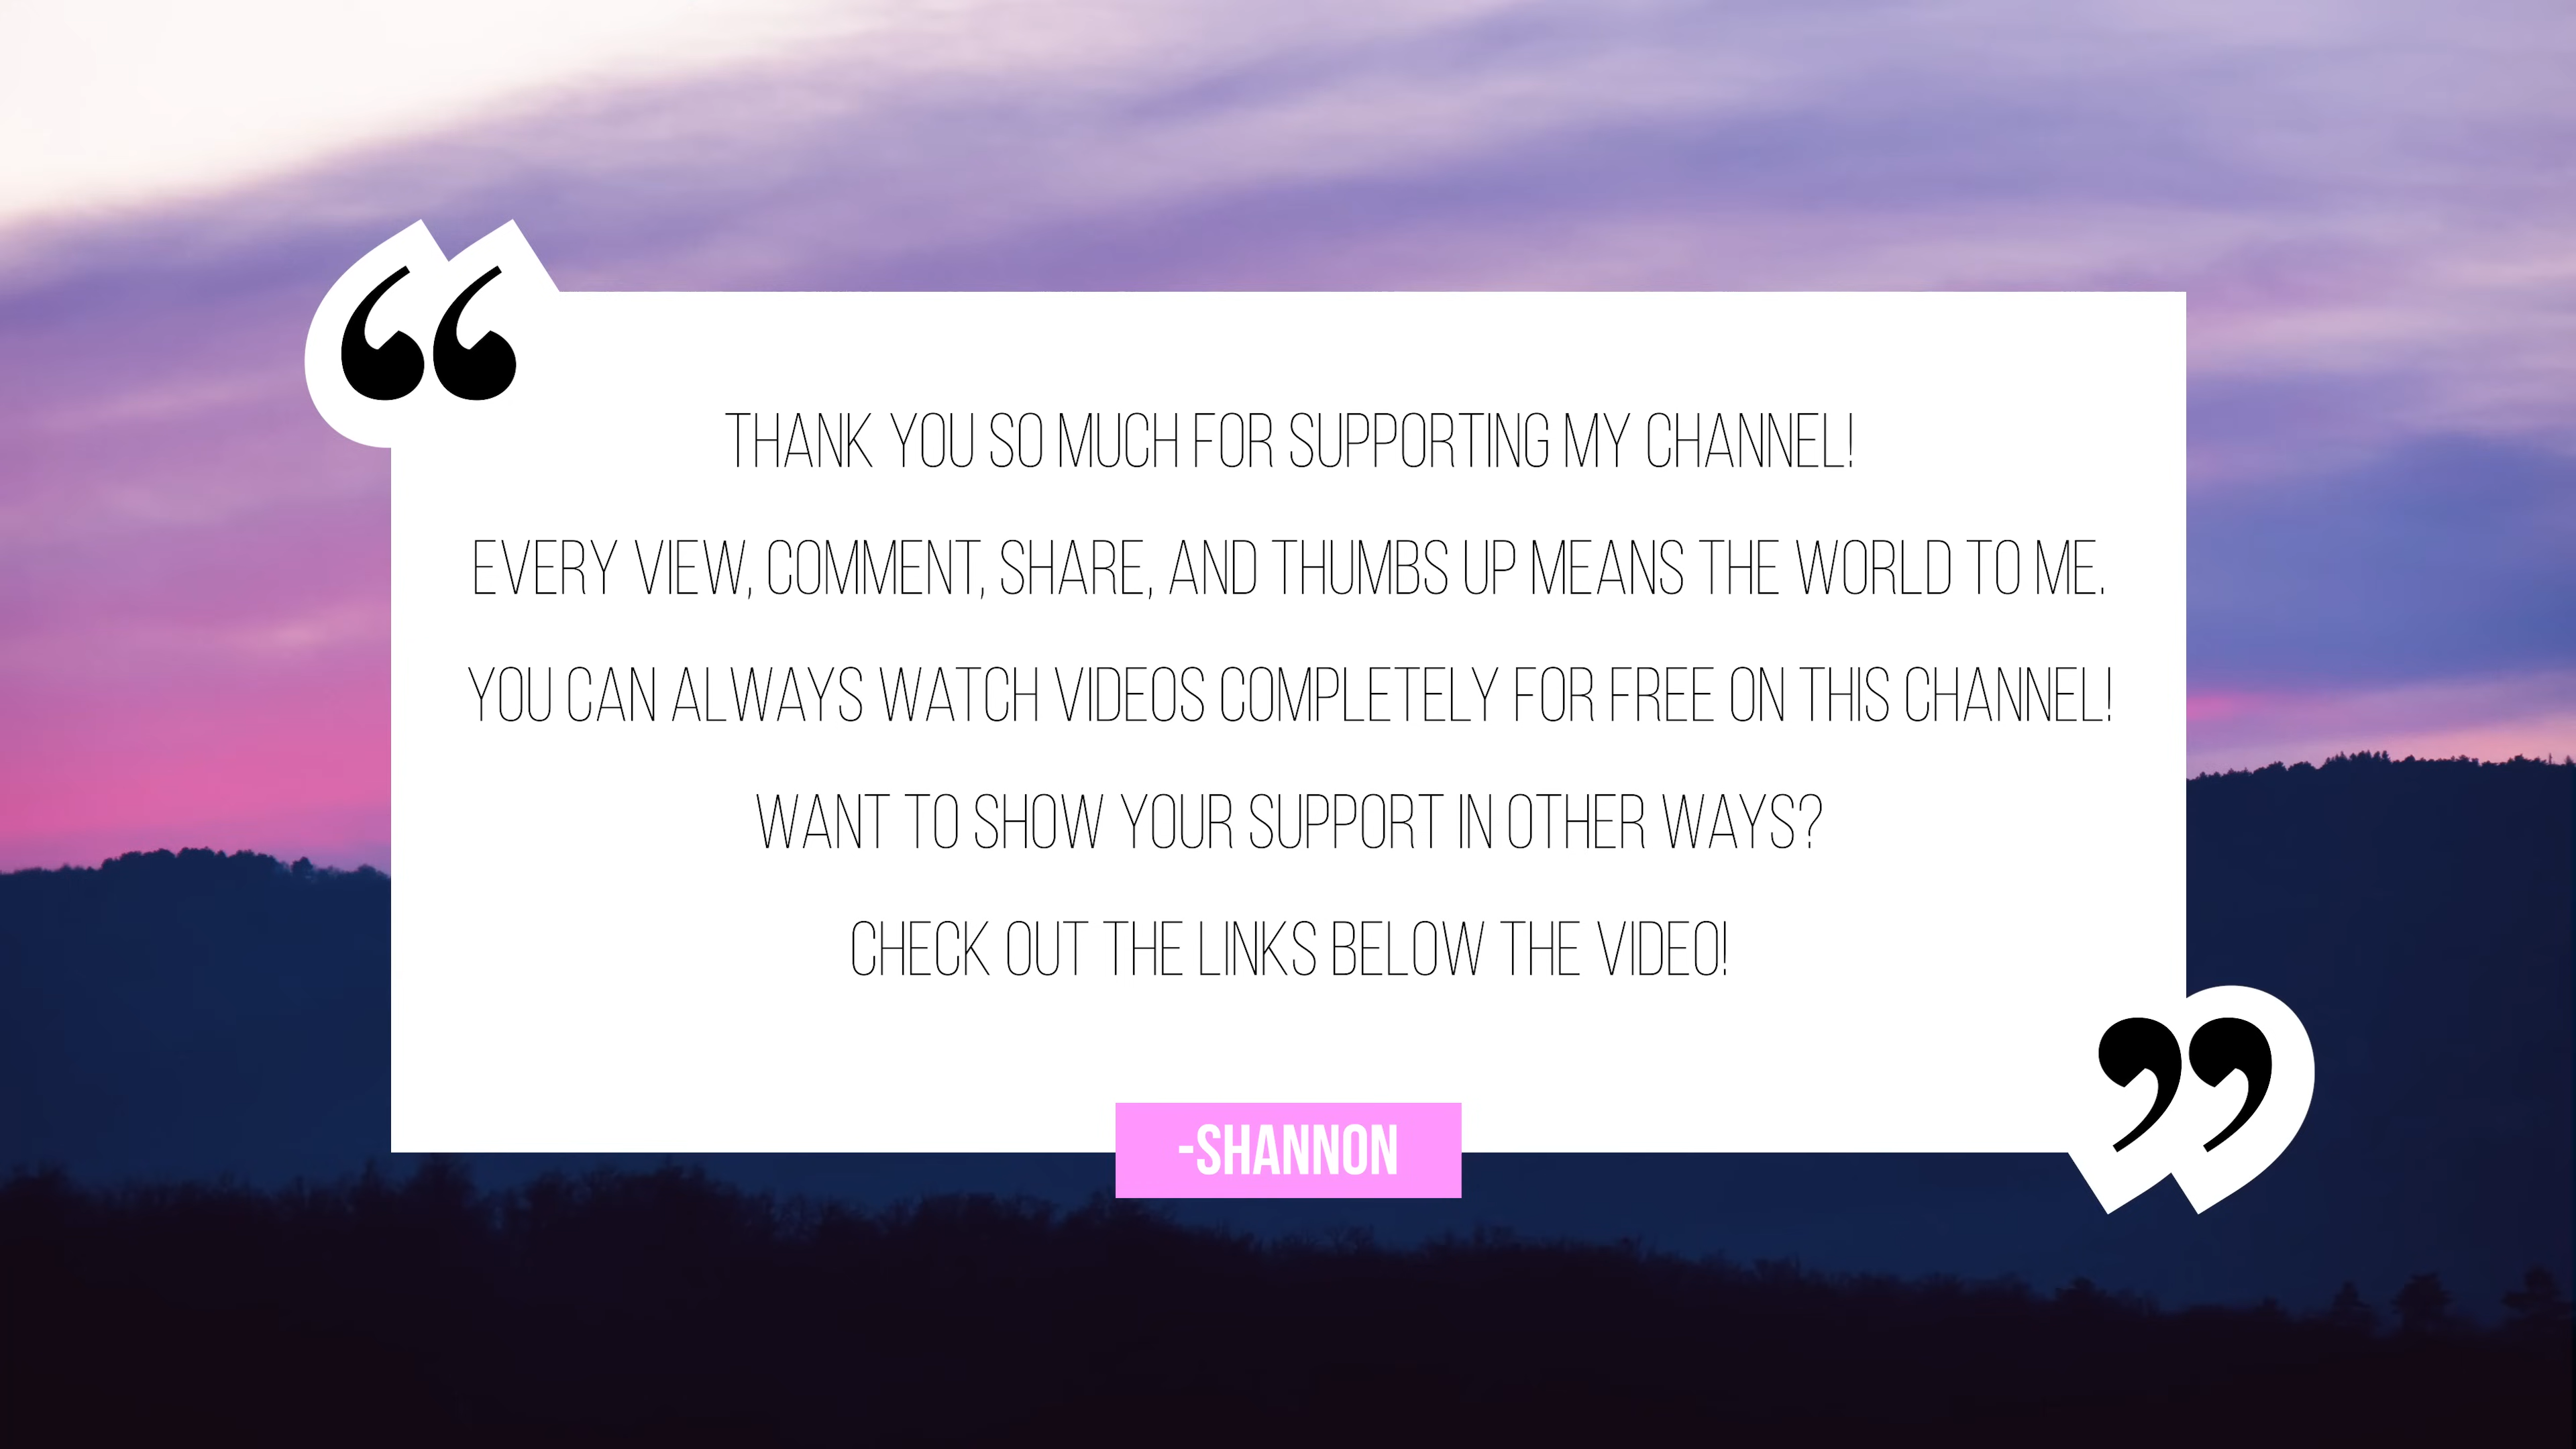 THANK YOU SO MUCH FOR SUPPORTING MY CHANNEL!
EVERY VIEW, COMMENT, SHARE, AND THUMBS UP MEANS THE WORLD TO ME.
YOU CAN ALWAYS WATCH VIDEOS COMPLETELY FOR FREE ON THIS CHANNEL!
WANT TO SHOW YOUR SUPPORT IN OTHER WAYS?
CHECK OUT THE LINKS BELOW THE VIDEO!
-SHANNON